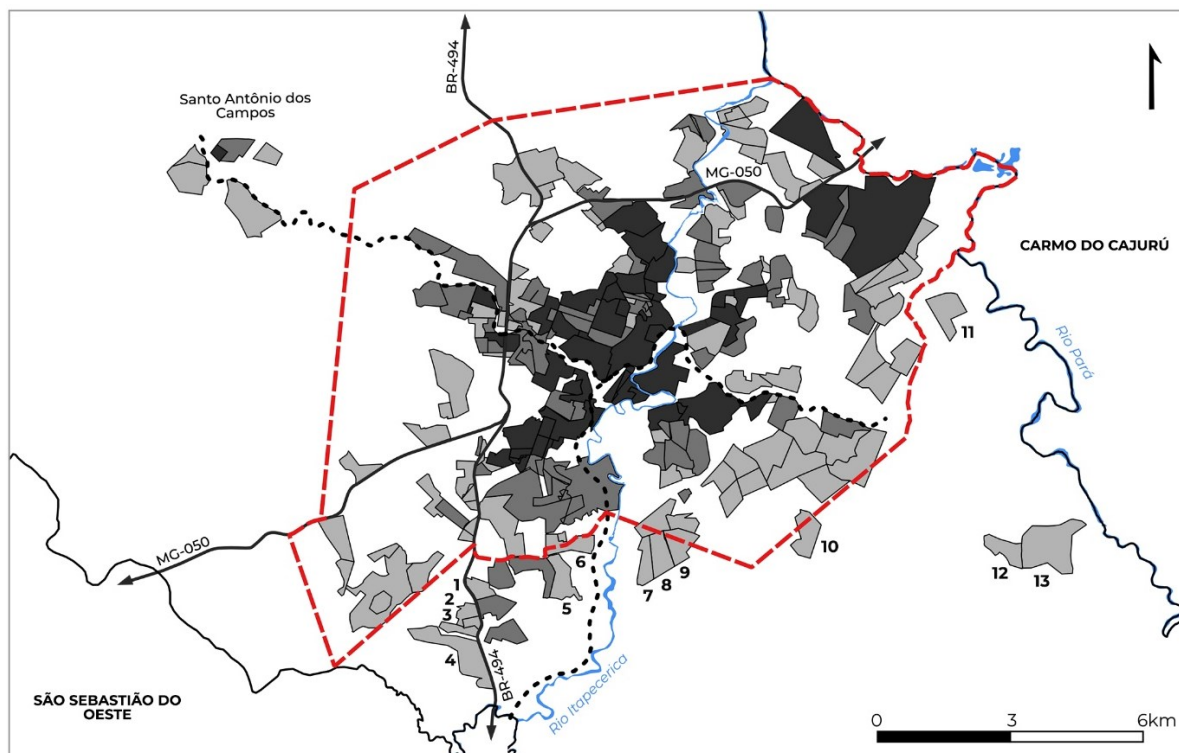 BR-494
Santo Antônio dos
Campos
MG-050
CARMO DO CAJURÚ
11
Rio Pará
MG-050
10
12
13
1
2
3
4
5
6
7
8
9
BR-494
Rio Itapecerica
SÃO SEBASTIÃO DO
OESTE
0
3
6km